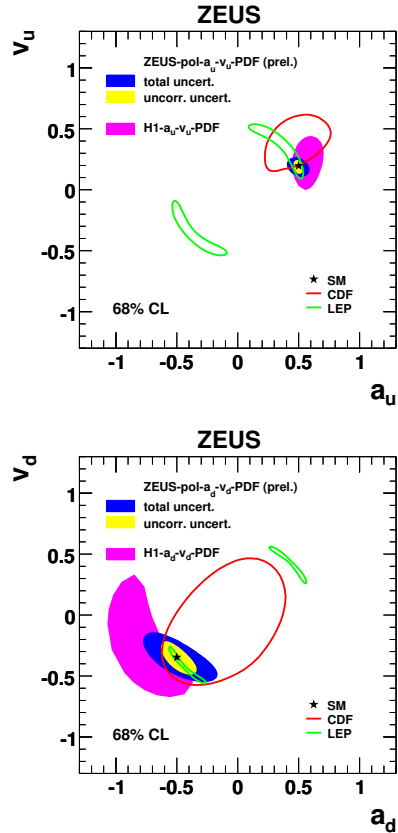 ZEUS
v_u
ZEUS-pol-a_u-v_u-PDF (prel.)
total uncert.
uncorr. uncert.
H1-a_u-v_u-PDF
1
0.5
0
-0.5
-1
SM
CDF
LEP
68% CL
-1 -0.5 0 0.5 1
a_u
ZEUS
v_d
ZEUS-pol-a_d-v_d-PDF (prel.)
total uncert.
uncorr. uncert.
H1-a_d-v_d-PDF
1
0.5
0
-0.5
-1
SM
CDF
LEP
68% CL
-1 -0.5 0 0.5 1
a_d